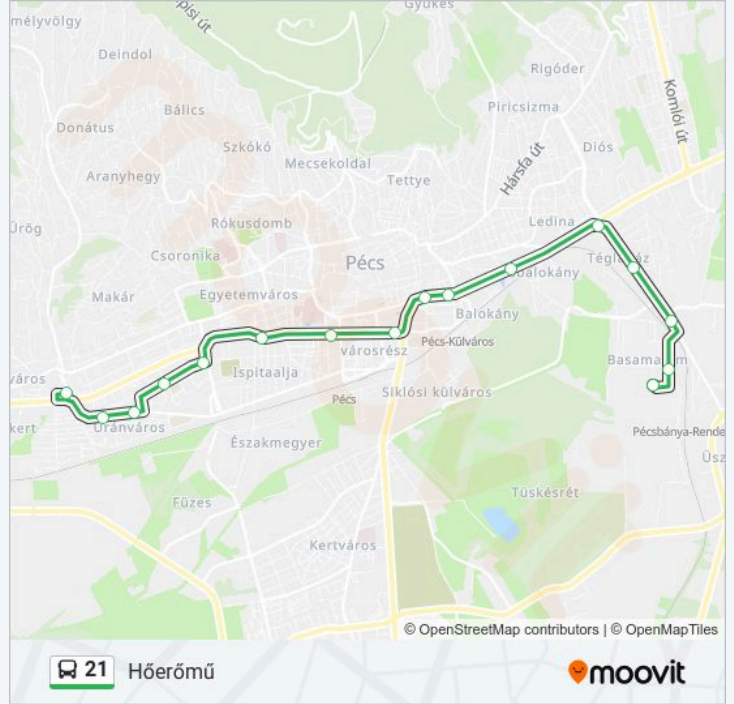 pisi út
Gyükés
mélyvölgy
Deindol
Rigóder
Komlói út
Bálics
Piricsizma
Donátus
Szkókó
Diós
Mecsekoldal
Hársfa út
Aranyhegy
Tettye
Rókusdomb
Ledina
Ürög
Csoronika
Pécs
Balokány
Makár
Egyetemváros
Balokány
Pécs-Külváros
városrész
város
Ispitaalja
Siklósi külváros
Pécs
kert
Uránváros
Pécsbánya-Rende
Északmegyer
Üsz
Tüskésrét
Füzes
Kertváros
© OpenStreetMap contributors | © OpenMapTiles
21 Hőerőmű
moovit